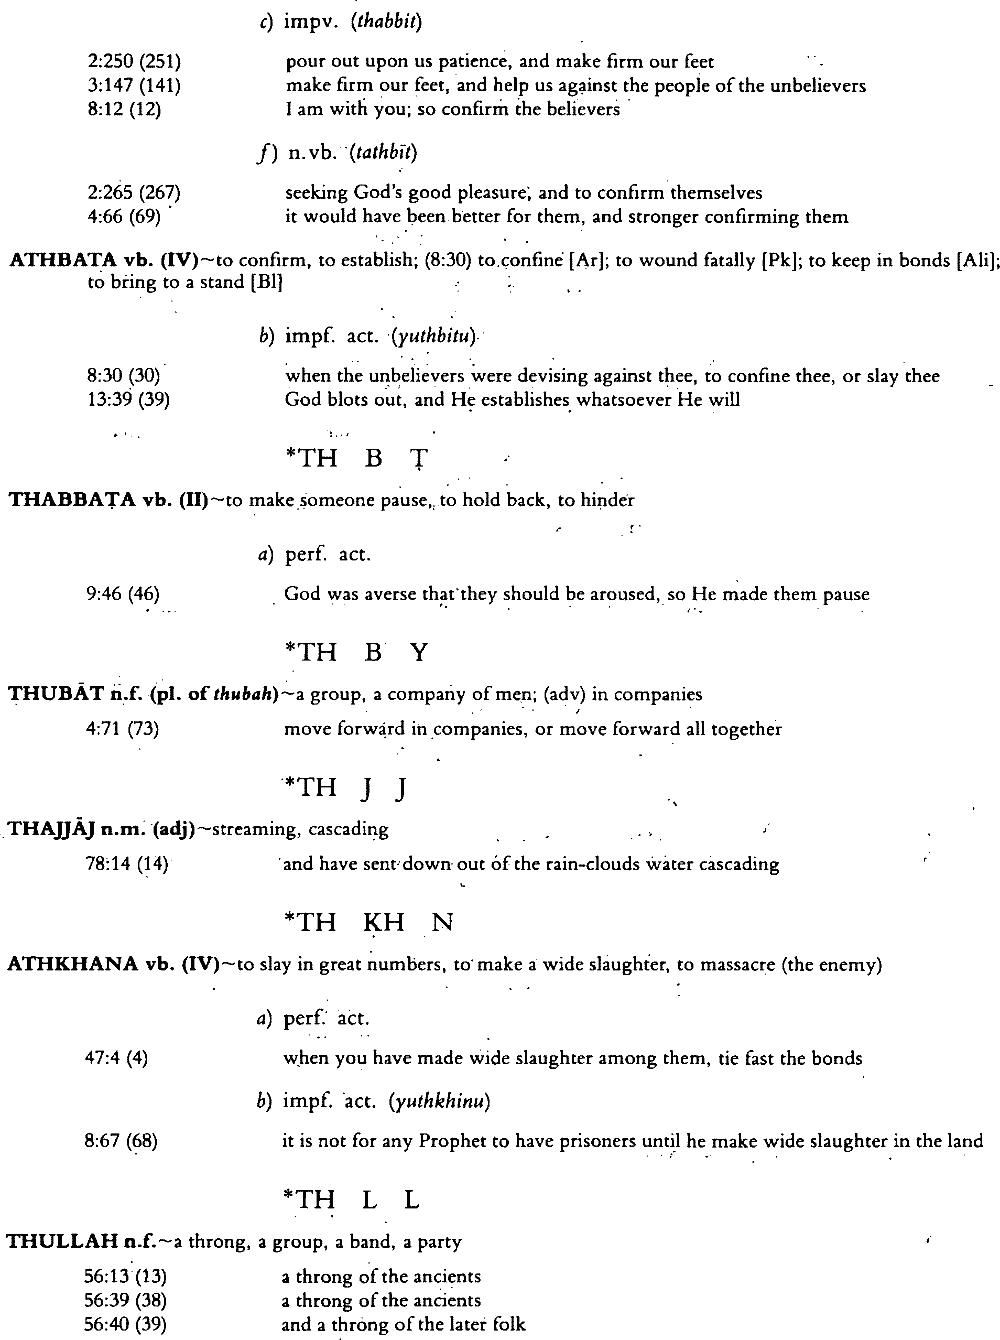 c) impv. (thabbit)
2:250 (251) pour out upon us patience, and make firm our feet
3:147 (141) make firm our feet, and help us against the people of the unbelievers
8:12 (12) I am with you; so confirm the believers
f) n.vb. (tathbīt)
2:265 (267) seeking God's good pleasure, and to confirm themselves
4:66 (69) it would have been better for them, and stronger confirming them
ATHBATA vb. (IV)~to confirm, to establish; (8:30) to confine [Ar]; to wound fatally [Pk]; to keep in bonds [Ali];
to bring to a stand [Bl]
b) impf. act. (yuthbitu)
8:30 (30) when the unbelievers were devising against thee, to confine thee, or slay thee
13:39 (39) God blots out, and He establishes whatsoever He will
*TH B Ṭ
THABBAṬA vb. (II)~to make someone pause, to hold back, to hinder
a) perf. act.
9:46 (46) God was averse that they should be aroused, so He made them pause
*TH B Y
THUBĀT n.f. (pl. of thubah)~a group, a company of men; (adv) in companies
4:71 (73) move forward in companies, or move forward all together
*TH J J
THAJJĀJ n.m. (adj)~streaming, cascading
78:14 (14) and have sent down out of the rain-clouds water cascading
*TH KH N
ATHKHANA vb. (IV)~to slay in great numbers, to make a wide slaughter, to massacre (the enemy)
a) perf. act.
47:4 (4) when you have made wide slaughter among them, tie fast the bonds
b) impf. act. (yuthkhinu)
8:67 (68) it is not for any Prophet to have prisoners until he make wide slaughter in the land
*TH L L
THULLAH n.f.~a throng, a group, a band, a party
56:13 (13) a throng of the ancients
56:39 (38) a throng of the ancients
56:40 (39) and a throng of the later folk